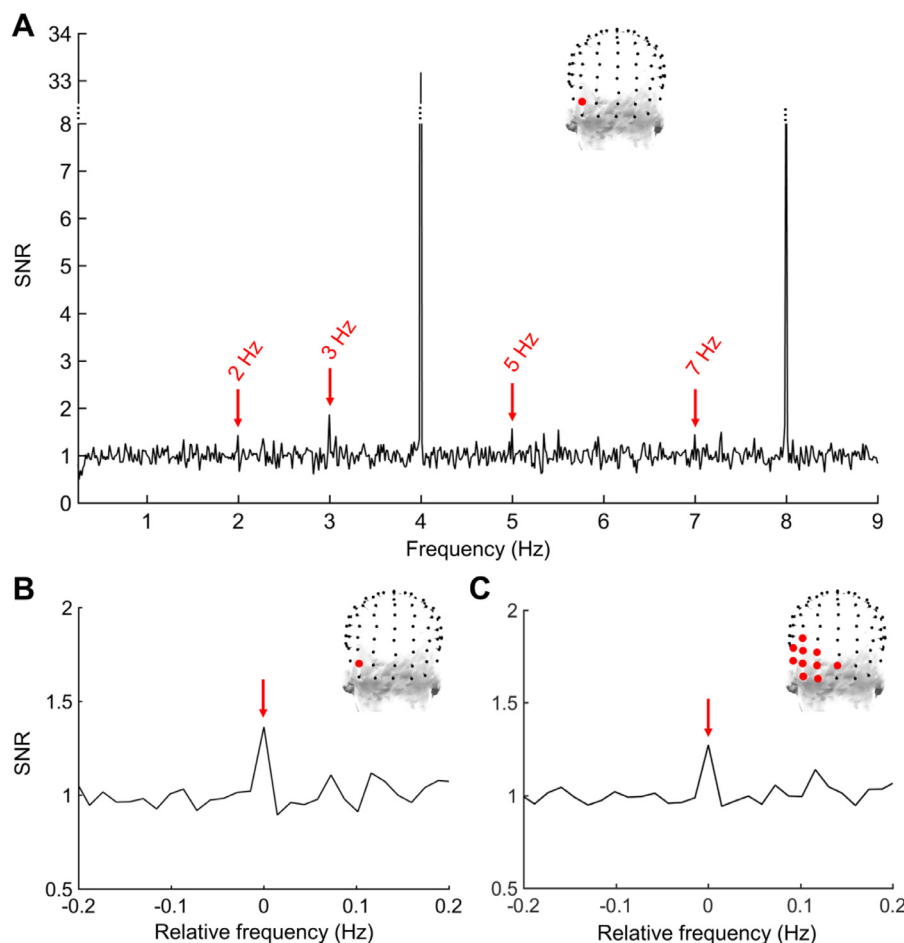 A
34
33
8
7
6
5
4
3
2
1
0
SNR
2 Hz
3 Hz
5 Hz
7 Hz
1 2 3 4 5 6 7 8 9
Frequency (Hz)
B
2
1.5
1
0.5
SNR
-0.2 -0.1 0 0.1 0.2
Relative frequency (Hz)
C
2
1.5
1
0.5
-0.2 -0.1 0 0.1 0.2
Relative frequency (Hz)